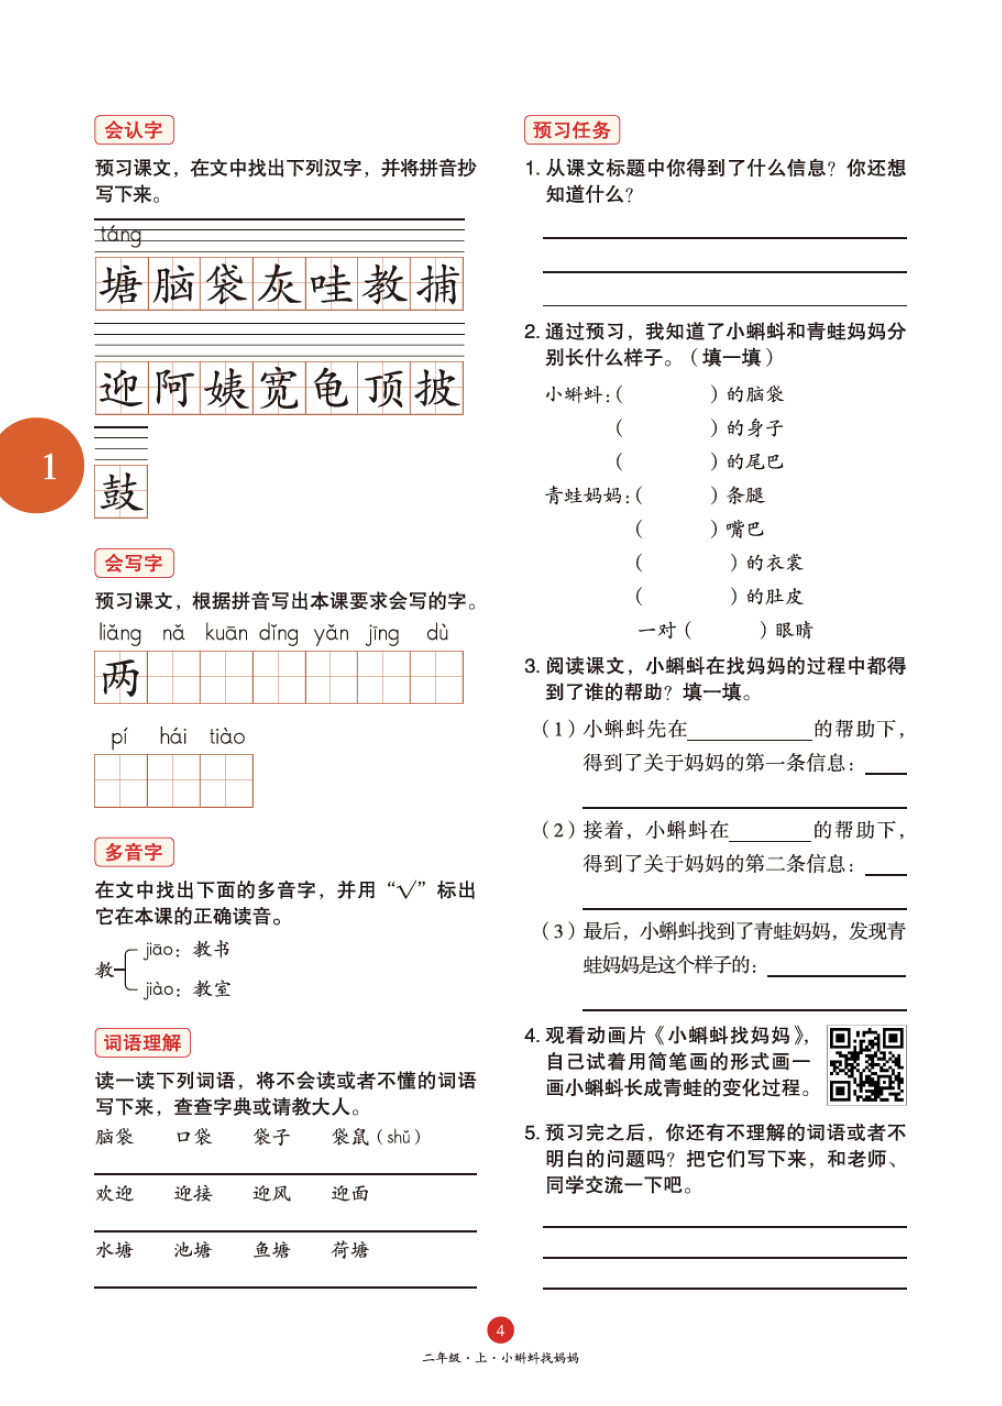 会认字
预习课文，在文中找出下列汉字，并将拼音抄
写下来。
táng
塘脑袋灰哇教捕
迎阿姨宽龟顶披
鼓
1
会写字
预习课文，根据拼音写出本课要求会写的字。
liǎng nǎ kuān dǐng yǎn jīng dù
两
pí hái tiào
多音字
在文中找出下面的多音字，并用“√”标出
它在本课的正确读音。
教
jiāo：教书
jiào：教室
词语理解
读一读下列词语，将不会读或者不懂的词语
写下来，查查字典或请教大人。
脑袋 口袋 袋子 袋鼠（shǔ）
欢迎 迎接 迎风 迎面
水塘 池塘 鱼塘 荷塘
预习任务
1. 从课文标题中你得到了什么信息？你还想
知道什么？
2. 通过预习，我知道了小蝌蚪和青蛙妈妈分
别长什么样子。（填一填）
小蝌蚪：（ ）的脑袋
（ ）的身子
（ ）的尾巴
青蛙妈妈：（ ）条腿
（ ）嘴巴
（ ）的衣裳
（ ）的肚皮
一对（ ）眼睛
3. 阅读课文，小蝌蚪在找妈妈的过程中都得
到了谁的帮助？填一填。
（1）小蝌蚪先在____________的帮助下，
得到了关于妈妈的第一条信息：____
（2）接着，小蝌蚪在________的帮助下，
得到了关于妈妈的第二条信息：____
（3）最后，小蝌蚪找到了青蛙妈妈，发现青
蛙妈妈是这个样子的：______________
4. 观看动画片《小蝌蚪找妈妈》，
自己试着用简笔画的形式画一
画小蝌蚪长成青蛙的变化过程。
5. 预习完之后，你还有不理解的词语或者不
明白的问题吗？把它们写下来，和老师、
同学交流一下吧。
4
二年级·上·小蝌蚪找妈妈